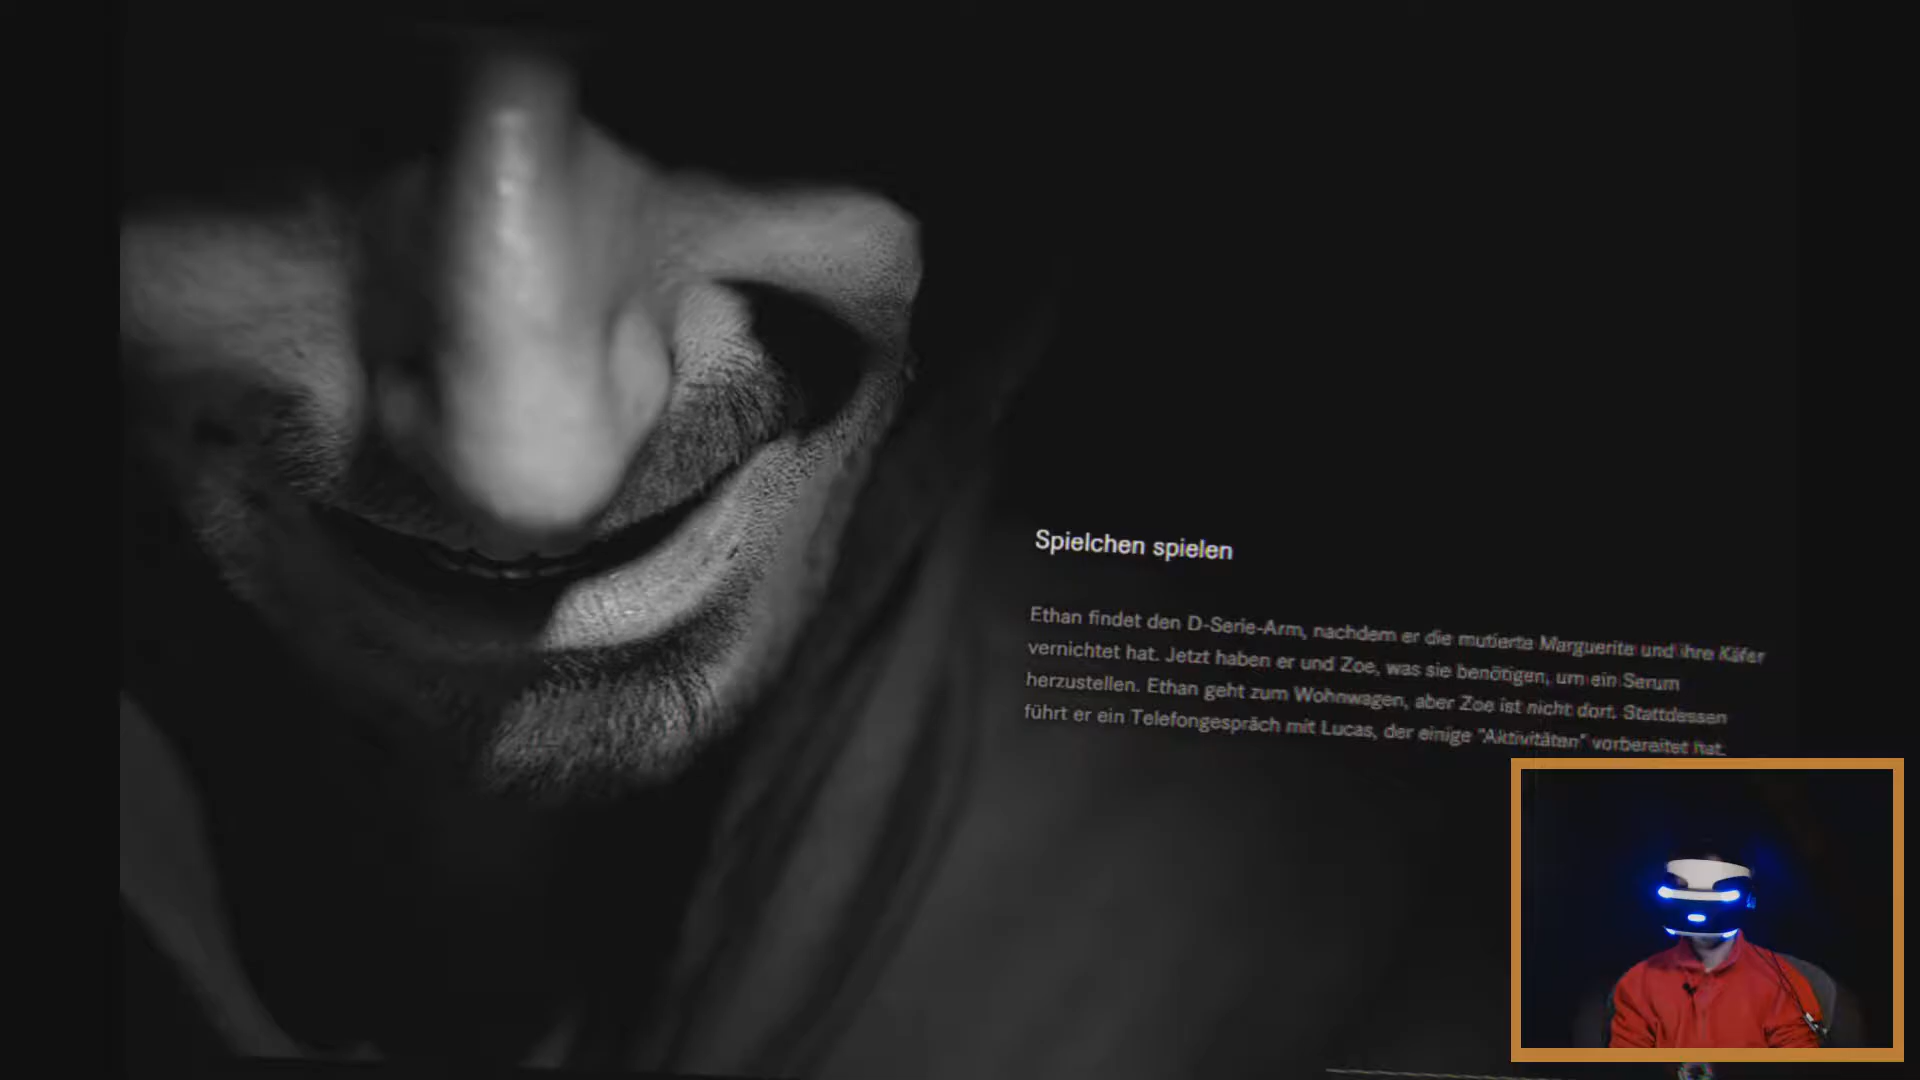 Spielchen spielen
Ethan findet den D-Serie-Arm, nachdem er die mutierte Marguerite und ihre Käfer
vernichtet hat. Jetzt haben er und Zoe, was sie benötigen, um ein Serum
herzustellen. Ethan geht zum Wohnwagen, aber Zoe ist nicht dort. Stattdessen
führt er ein Telefongespräch mit Lucas, der einige "Aktivitäten" vorbereitet hat.